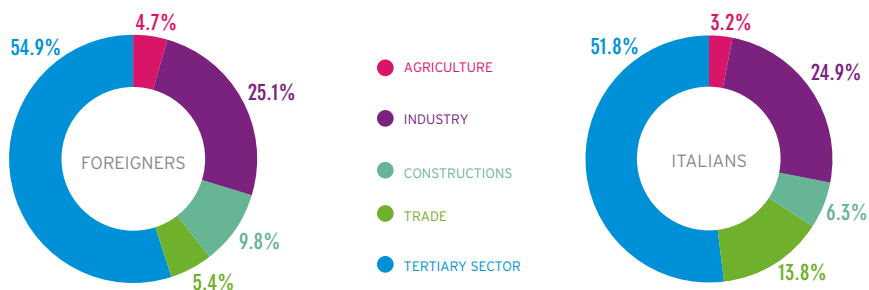 4.7%
54.9%
25.1%
FOREIGNERS
9.8%
5.4%
AGRICULTURE
INDUSTRY
CONSTRUCTIONS
TRADE
TERTIARY SECTOR
3.2%
51.8%
24.9%
ITALIANS
6.3%
13.8%